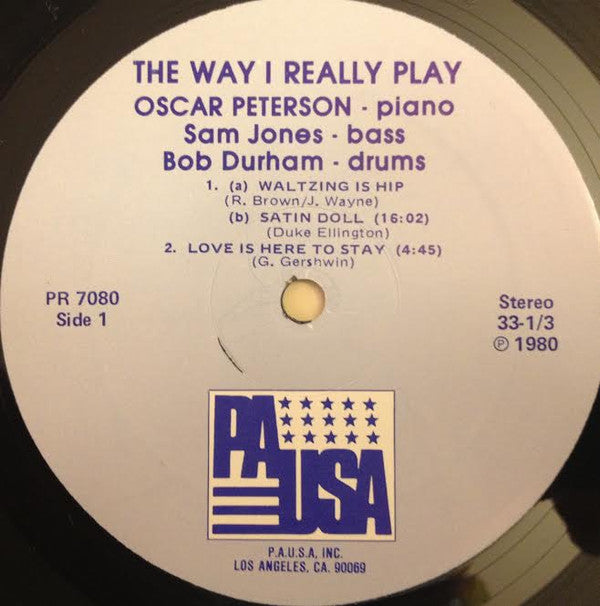 THE WAY I REALLY PLAY
OSCAR PETERSON - piano
Sam Jones - bass
Bob Durham - drums
1. (a) WALTZING IS HIP
(R. Brown/J. Wayne)
(b) SATIN DOLL (16:02)
(Duke Ellington)
2. LOVE IS HERE TO STAY (4:45)
(G. Gershwin)
PR 7080
Side 1
Stereo
33-1/3
Ⓟ 1980
PAUSA
P.A.U.S.A, INC.
LOS ANGELES, CA. 90069